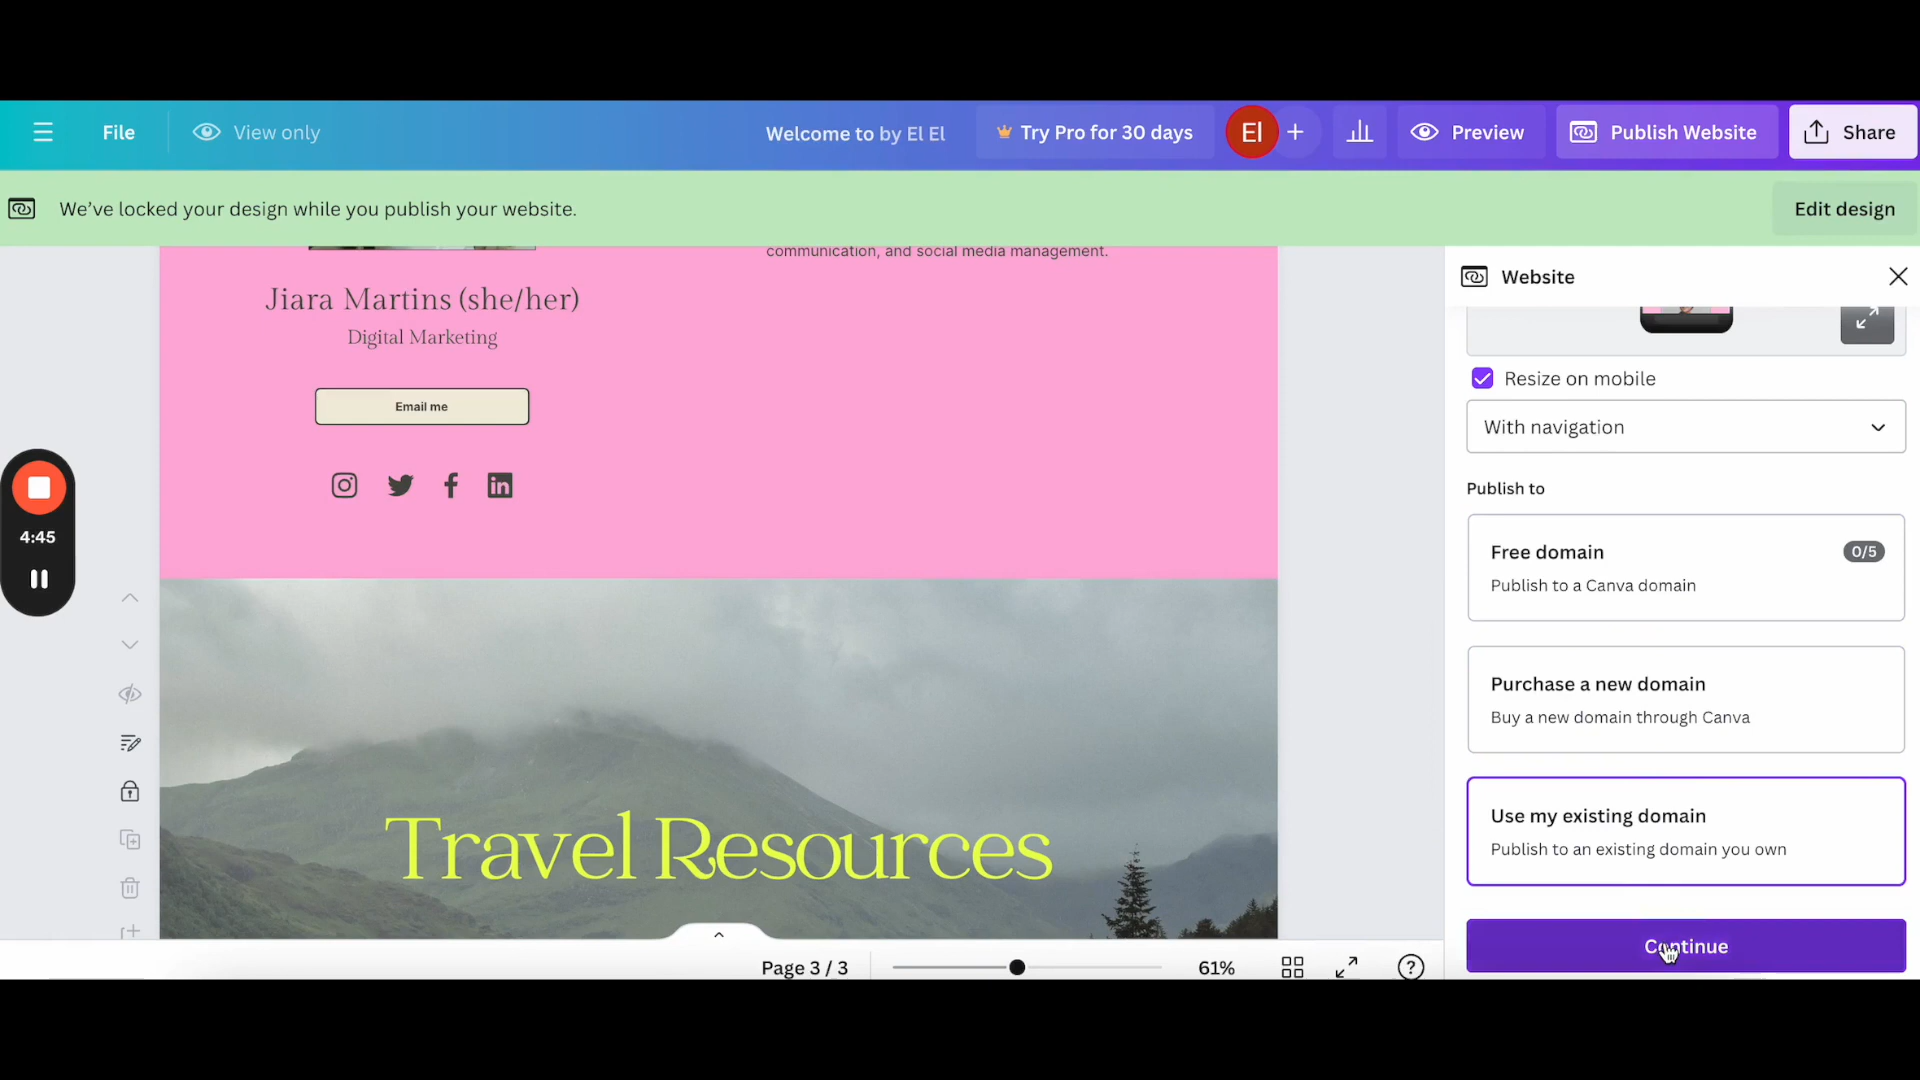 File
View only
Welcome to by El El
Try Pro for 30 days
El
+
Preview
Publish Website
Share
We've locked your design while you publish your website.
Edit design
communication, and social media management.
Jiara Martins (she/her)
Digital Marketing
Email me
4:45
Travel Resources
Page 3 / 3
61%
?
Website
Resize on mobile
With navigation
Publish to
Free domain
0/5
Publish to a Canva domain
Purchase a new domain
Buy a new domain through Canva
Use my existing domain
Publish to an existing domain you own
Continue